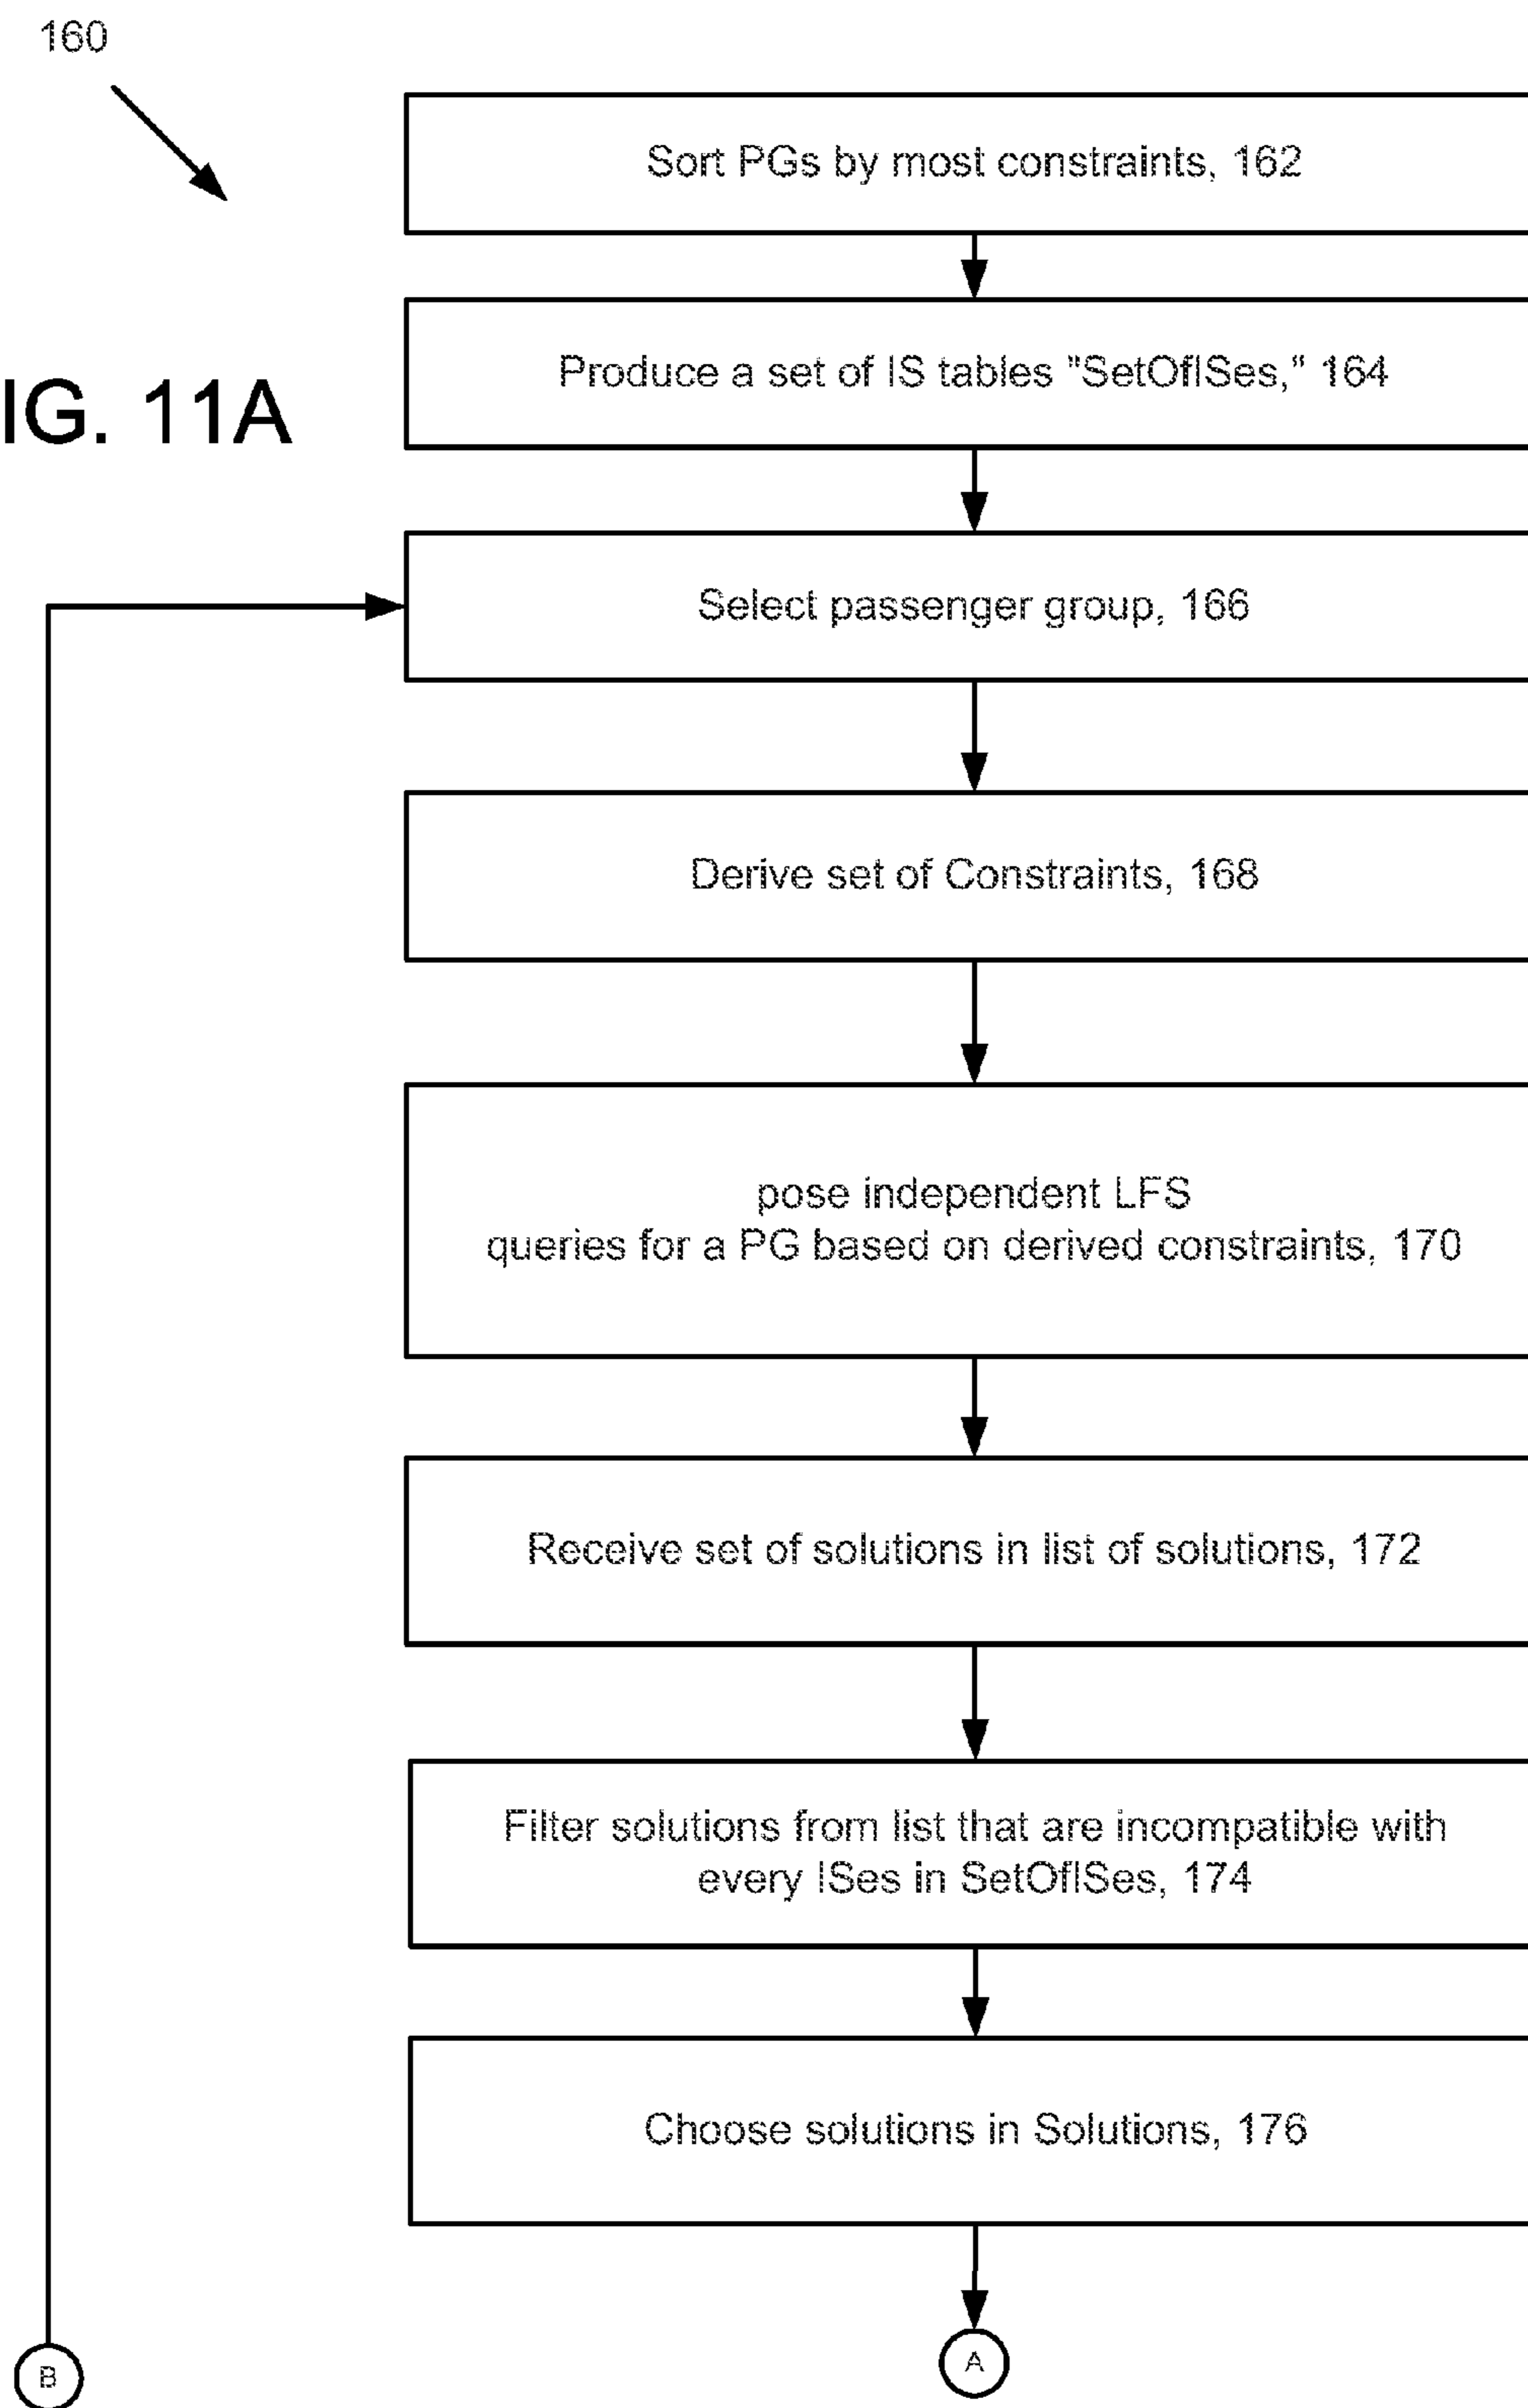 160
Sort PGs by most constraints, 162
Produce a set of IS tables "SetOfISes," 164
IG. 11A
Select passenger group, 166
Derive set of Constraints, 168
pose independent LFS
queries for a PG based on derived constraints, 170
Receive set of solutions in list of solutions, 172
Filter solutions from list that are incompatible with
every ISes in SetOfISes, 174
Choose solutions in Solutions, 176
B
A